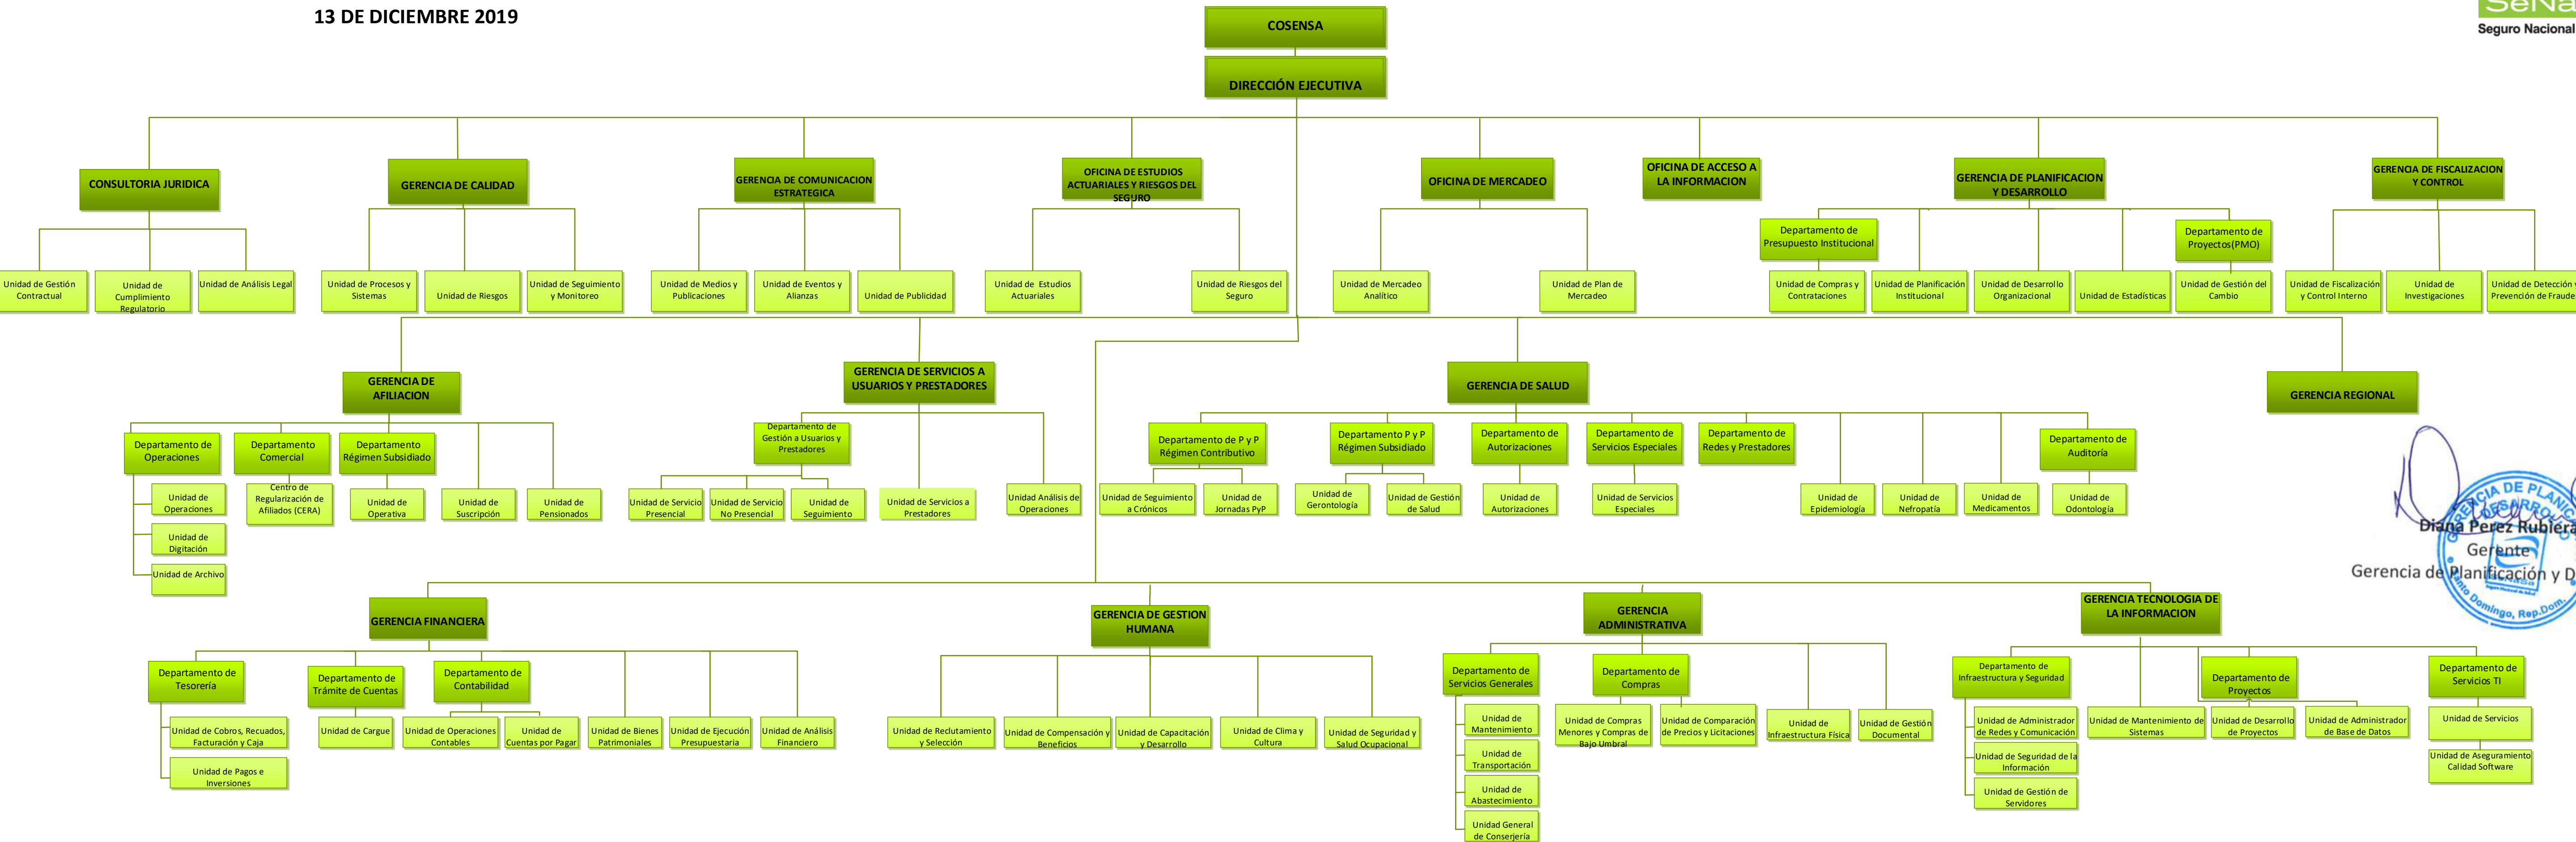 13 DE DICIEMBRE 2019
COSENSA
Seguro Nacional
DIRECCIÓN EJECUTIVA
CONSULTORIA JURIDICA
GERENCIA DE CALIDAD
GERENCIA DE COMUNICACION
ESTRATEGICA
OFICINA DE ESTUDIOS
ACTUARIALES Y RIESGOS DEL
SEGURO
OFICINA DE MERCADEO
OFICINA DE ACCESO A
LA INFORMACION
GERENCIA DE PLANIFICACION
Y DESARROLLO
GERENCIA DE FISCALIZACION
Y CONTROL
Departamento de
Presupuesto Institucional
Departamento de
Proyectos(PMO)
Unidad de Gestión
Contractual
Unidad de
Cumplimiento
Regulatorio
Unidad de Análisis Legal
Unidad de Procesos y
Sistemas
Unidad de Riesgos
Unidad de Seguimiento
y Monitoreo
Unidad de Medios y
Publicaciones
Unidad de Eventos y
Alianzas
Unidad de Publicidad
Unidad de Estudios
Actuariales
Unidad de Riesgos del
Seguro
Unidad de Mercadeo
Analítico
Unidad de Plan de
Mercadeo
Unidad de Compras y
Contrataciones
Unidad de Planificación
Institucional
Unidad de Desarrollo
Organizacional
Unidad de Estadísticas
Unidad de Gestión del
Cambio
Unidad de Fiscalización
y Control Interno
Unidad de
Investigaciones
Unidad de Detección y
Prevención de Fraude
GERENCIA DE
AFILIACION
GERENCIA DE SERVICIOS A
USUARIOS Y PRESTADORES
GERENCIA DE SALUD
GERENCIA REGIONAL
Departamento de
Operaciones
Departamento
Comercial
Departamento
Régimen Subsidiado
Departamento de
Gestión a Usuarios y
Prestadores
Departamento de P y P
Régimen Contributivo
Departamento P y P
Régimen Subsidiado
Departamento de
Autorizaciones
Departamento de
Servicios Especiales
Departamento de
Redes y Prestadores
Departamento de
Auditoría
Unidad de
Operaciones
Unidad de
Digitación
Unidad de Archivo
Centro de
Regularización de
Afiliados (CERA)
Unidad de
Operativa
Unidad de
Suscripción
Unidad de
Pensionados
Unidad de Servicio
Presencial
Unidad de Servicio
No Presencial
Unidad de
Seguimiento
Unidad de Servicios a
Prestadores
Unidad Análisis de
Operaciones
Unidad de Seguimiento
a Crónicos
Unidad de
Jornadas PyP
Unidad de
Gerontología
Unidad de Gestión
de Salud
Unidad de
Autorizaciones
Unidad de Servicios
Especiales
Unidad de
Epidemiología
Unidad de
Nefropatía
Unidad de
Medicamentos
Unidad de
Odontología
Diana Perez Rubiera
Gerente
Gerencia de Planificación y D
Santo Domingo, Rep.Dom.
GERENCIA FINANCIERA
GERENCIA DE GESTION
HUMANA
GERENCIA
ADMINISTRATIVA
GERENCIA TECNOLOGIA DE
LA INFORMACION
Departamento de
Tesorería
Departamento de
Trámite de Cuentas
Departamento de
Contabilidad
Departamento de
Servicios Generales
Departamento de
Compras
Departamento de
Infraestructura y Seguridad
Departamento de
Proyectos
Departamento de
Servicios TI
Unidad de Cobros, Recuados,
Facturación y Caja
Unidad de Pagos e
Inversiones
Unidad de Cargue
Unidad de Operaciones
Contables
Unidad de
Cuentas por Pagar
Unidad de Bienes
Patrimoniales
Unidad de Ejecución
Presupuestaria
Unidad de Análisis
Financiero
Unidad de Reclutamiento
y Selección
Unidad de Compensación y
Beneficios
Unidad de Capacitación
y Desarrollo
Unidad de Clima y
Cultura
Unidad de Seguridad y
Salud Ocupacional
Unidad de
Mantenimiento
Unidad de
Transportación
Unidad de
Abastecimiento
Unidad General
de Conserjería
Unidad de Compras
Menores y Compras de
Bajo Umbral
Unidad de Comparación
de Precios y Licitaciones
Unidad de
Infraestructura Física
Unidad de Gestión
Documental
Unidad de Administrador
de Redes y Comunicación
Unidad de Seguridad de la
Información
Unidad de Gestión de
Servidores
Unidad de Mantenimiento de
Sistemas
Unidad de Desarrollo
de Proyectos
Unidad de Administrador
de Base de Datos
Unidad de Servicios
Unidad de Aseguramiento
Calidad Software